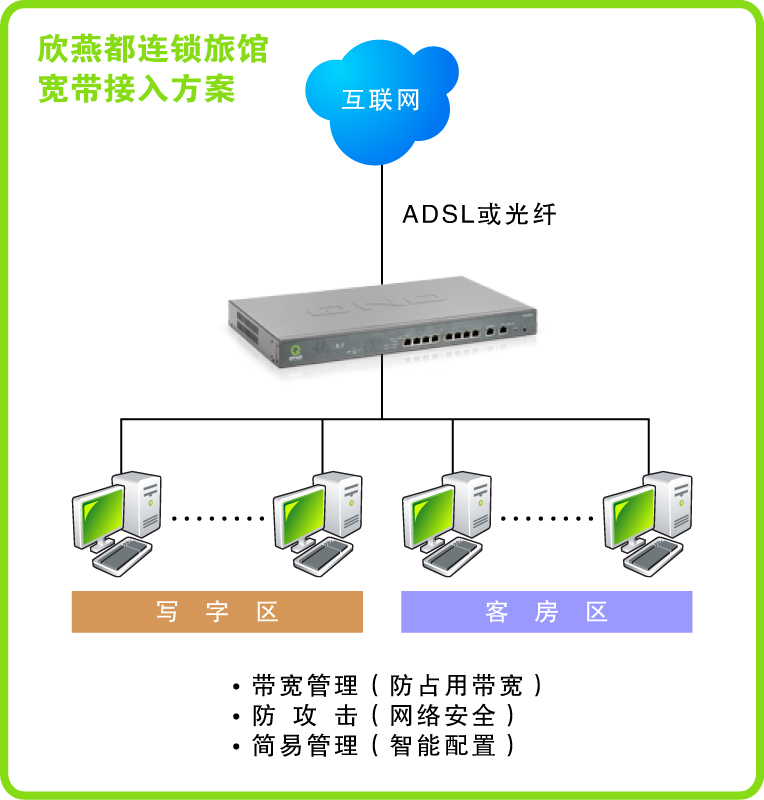 欣燕都连锁旅馆
宽带接入方案
互联网
ADSL或光纤
QNO
写 字 区
客 房 区
• 带宽管理（防占用带宽）
• 防 攻 击（网络安全）
• 简易管理（智能配置）